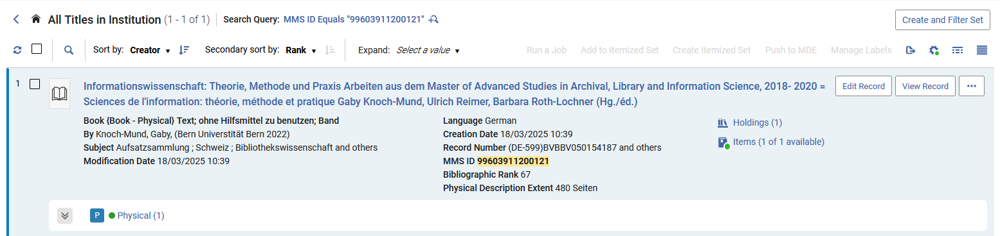 All Titles in Institution (1 - 1 of 1) Search Query: MMS ID Equals "99603911200121" Create and Filter Set
Sort by: Creator Secondary sort by: Rank Expand: Select a value Run a Job Add to Itemized Set Create Itemized Set Push to MDE Manage Labels
1 Informationswissenschaft: Theorie, Methode und Praxis Arbeiten aus dem Master of Advanced Studies in Archival, Library and Information Science, 2018- 2020 = Edit Record View Record
Sciences de l'information: théorie, méthode et pratique Gaby Knoch-Mund, Ulrich Reimer, Barbara Roth-Lochner (Hg./éd.)
Book {Book - Physical} Text; ohne Hilfsmittel zu benutzen; Band
By Knoch-Mund, Gaby, (Bern Universtität Bern 2022)
Subject Aufsatzsammlung ; Schweiz ; Bibliothekswissenschaft and others
Modification Date 18/03/2025 10:39
Language German
Creation Date 18/03/2025 10:39
Record Number (DE-599)BVBBV050154187 and others
MMS ID 99603911200121
Bibliographic Rank 67
Physical Description Extent 480 Seiten
Holdings (1)
Items (1 of 1 available)
P Physical (1)